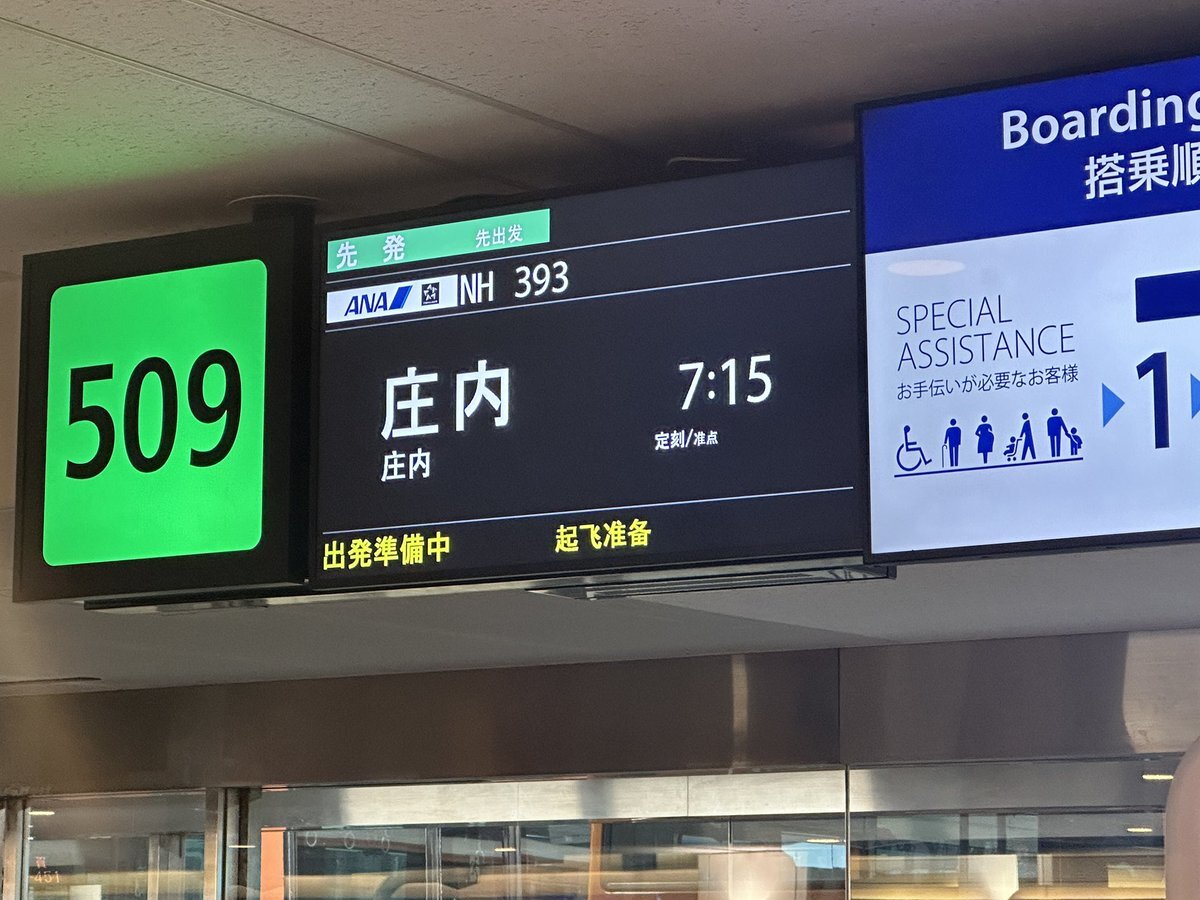 509
先 発 先出发
ANA NH 393
庄内 7:15
庄内 定刻/准点
出発準備中 起飞准备
Boarding
搭乗順
SPECIAL
ASSISTANCE
お手伝いが必要なお客様
1
451